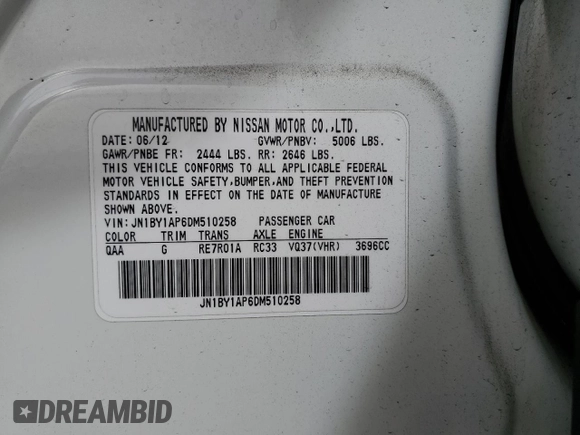 MANUFACTURED BY NISSAN MOTOR CO.,LTD.
DATE: 06/12 GVWR/PNBV: 5006 LBS.
GAWR/PNBE FR: 2444 LBS. RR: 2646 LBS.
THIS VEHICLE CONFORMS TO ALL APPLICABLE FEDERAL
MOTOR VEHICLE SAFETY,BUMPER,AND THEFT PREVENTION
STANDARDS IN EFFECT ON THE DATE OF MANUFACTURE
SHOWN ABOVE.
VIN: JN1BY1AP6DM510258 PASSENGER CAR
COLOR TRIM TRANS AXLE ENGINE
QAA G RE7R01A RC33 VQ37(VHR) 3696CC
JN1BY1AP6DM510258
DREAMBID